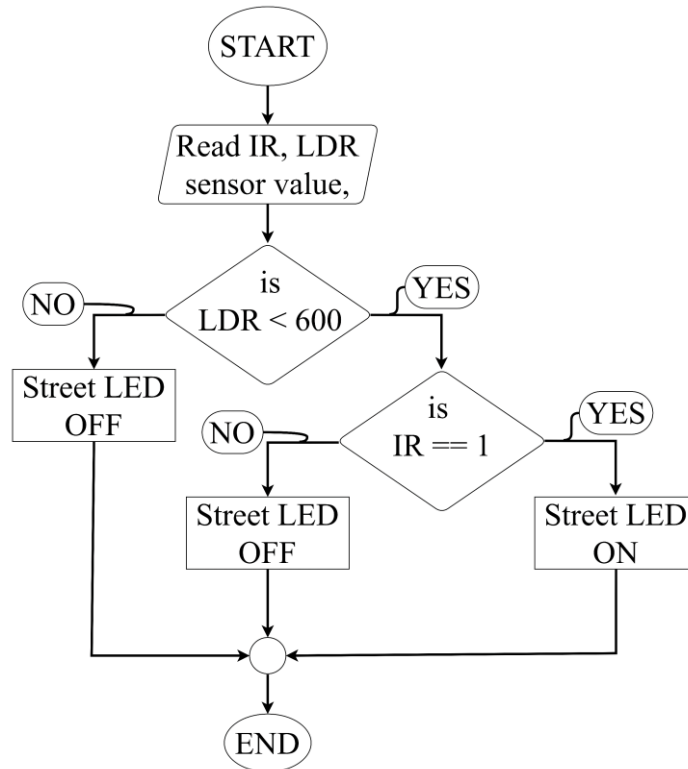 START
Read IR, LDR
sensor value,
is
LDR < 600
NO
YES
Street LED
OFF
is
IR == 1
NO
YES
Street LED
OFF
Street LED
ON
END